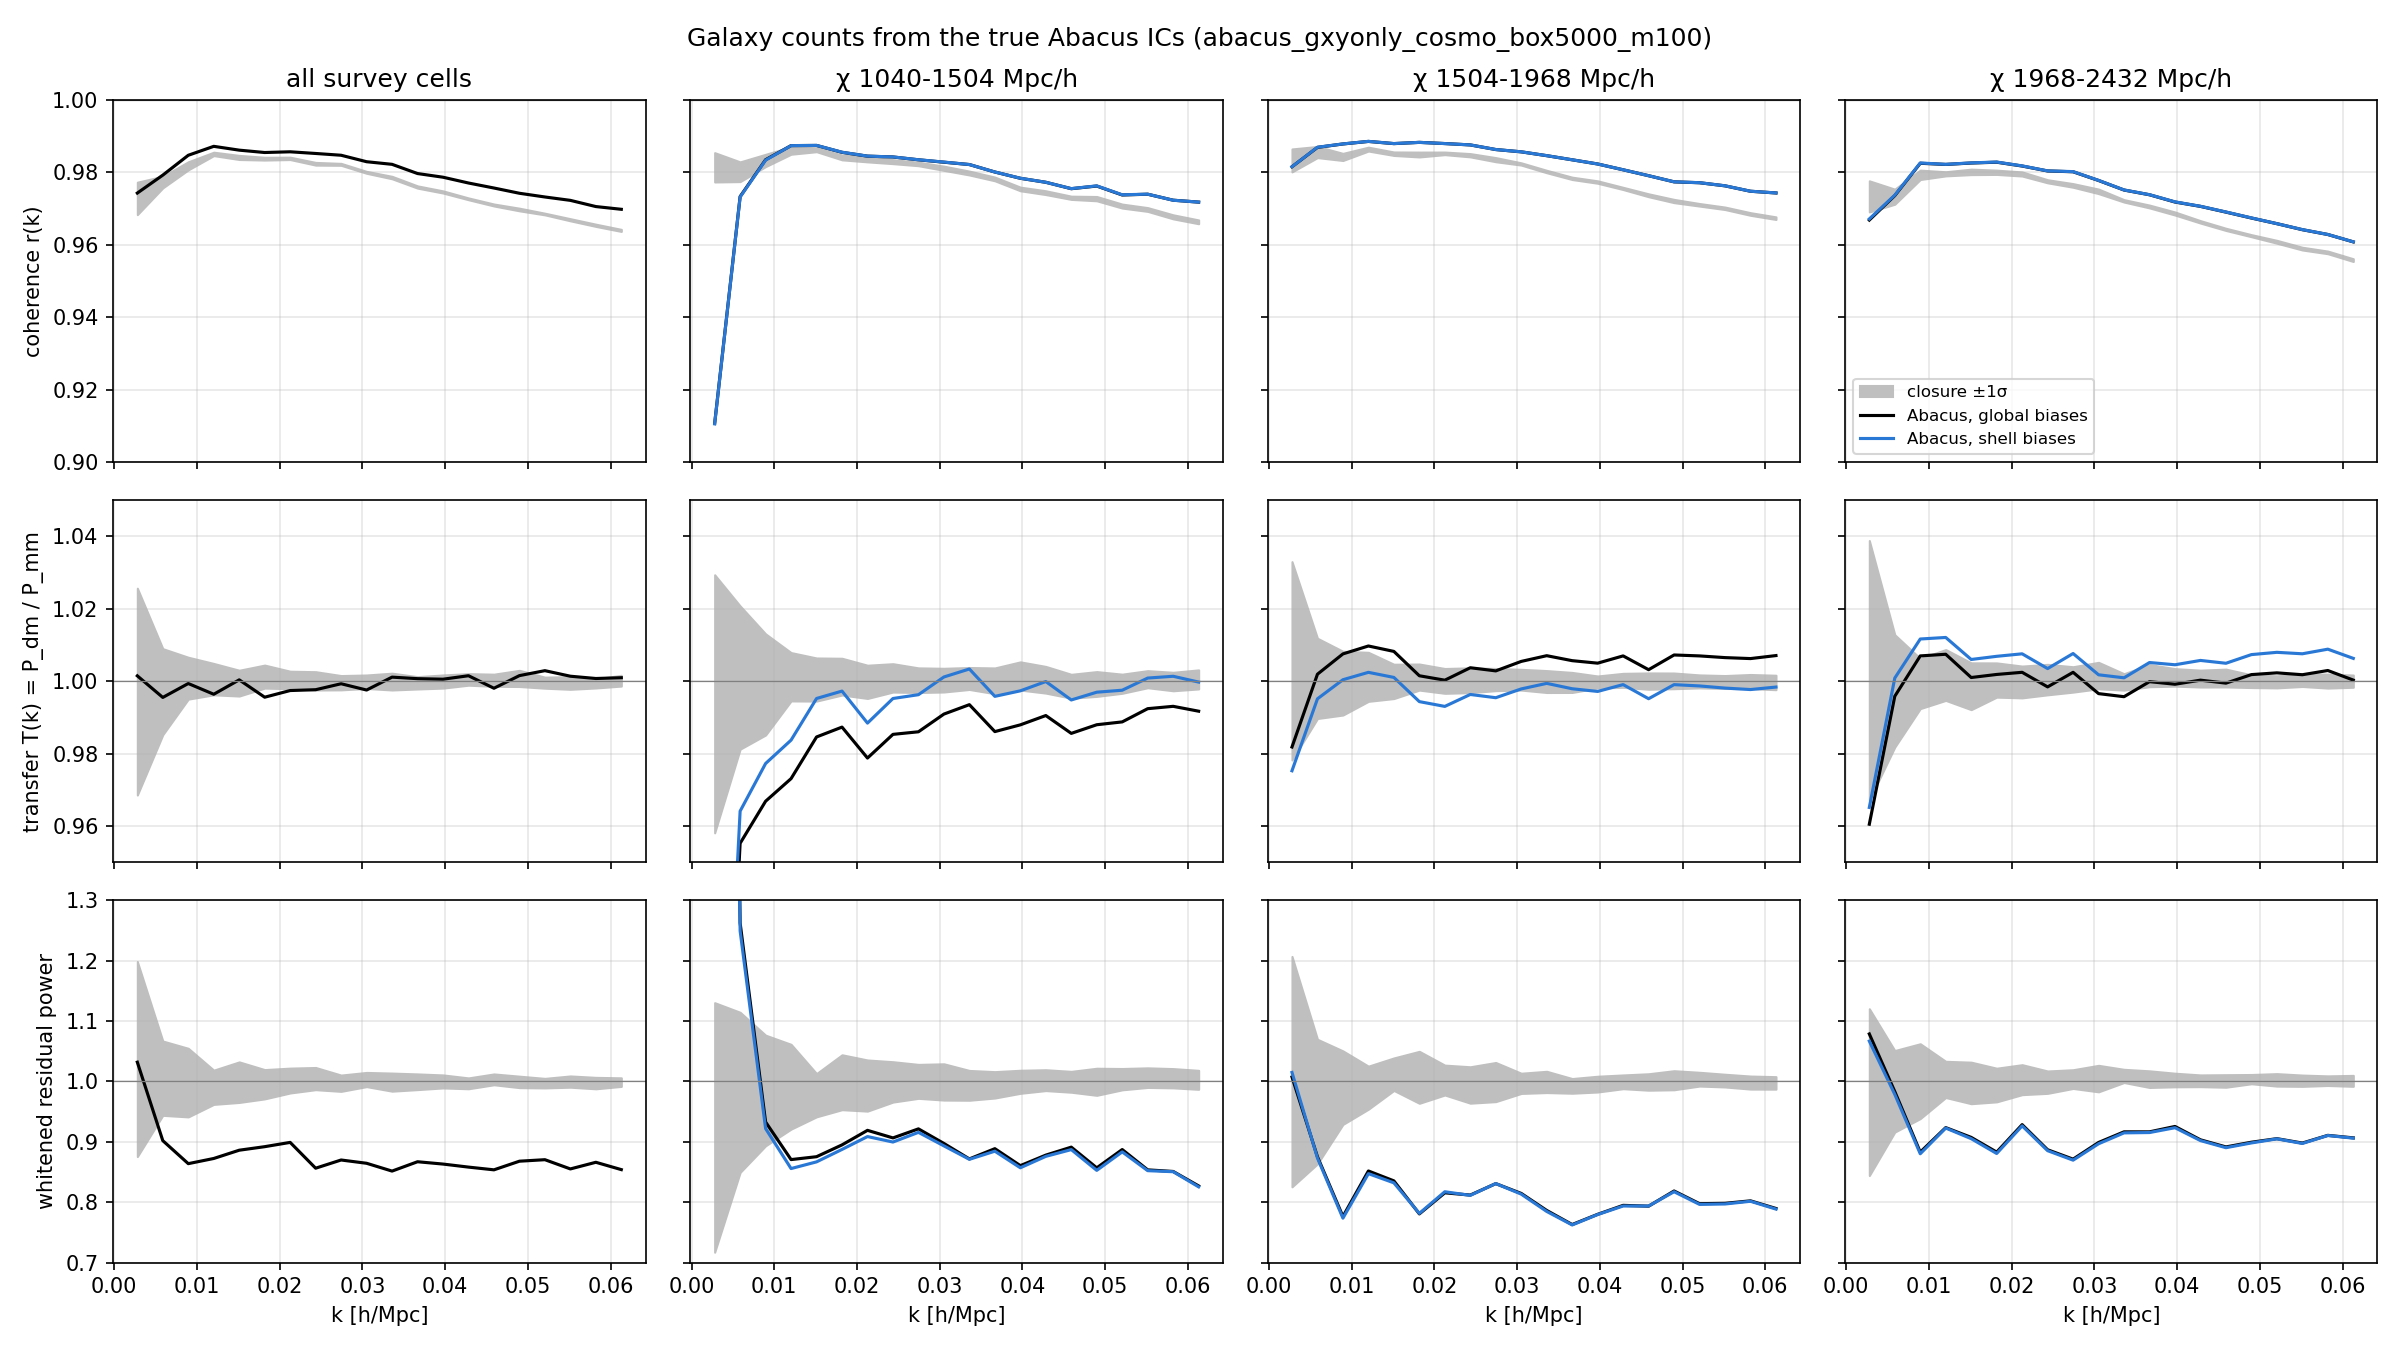 Galaxy counts from the true Abacus ICs (abacus_gxyonly_cosmo_box5000_m100)
all survey cells
χ 1040-1504 Mpc/h
χ 1504-1968 Mpc/h
χ 1968-2432 Mpc/h
coherence r(k)
1.00
0.98
0.96
0.94
0.92
0.90
closure ±1σ
Abacus, global biases
Abacus, shell biases
transfer T(k) = P_dm / P_mm
1.04
1.02
1.00
0.98
0.96
whitened residual power
1.3
1.2
1.1
1.0
0.9
0.8
0.7
0.00 0.01 0.02 0.03 0.04 0.05 0.06
0.00 0.01 0.02 0.03 0.04 0.05 0.06
0.00 0.01 0.02 0.03 0.04 0.05 0.06
0.00 0.01 0.02 0.03 0.04 0.05 0.06
k [h/Mpc]
k [h/Mpc]
k [h/Mpc]
k [h/Mpc]